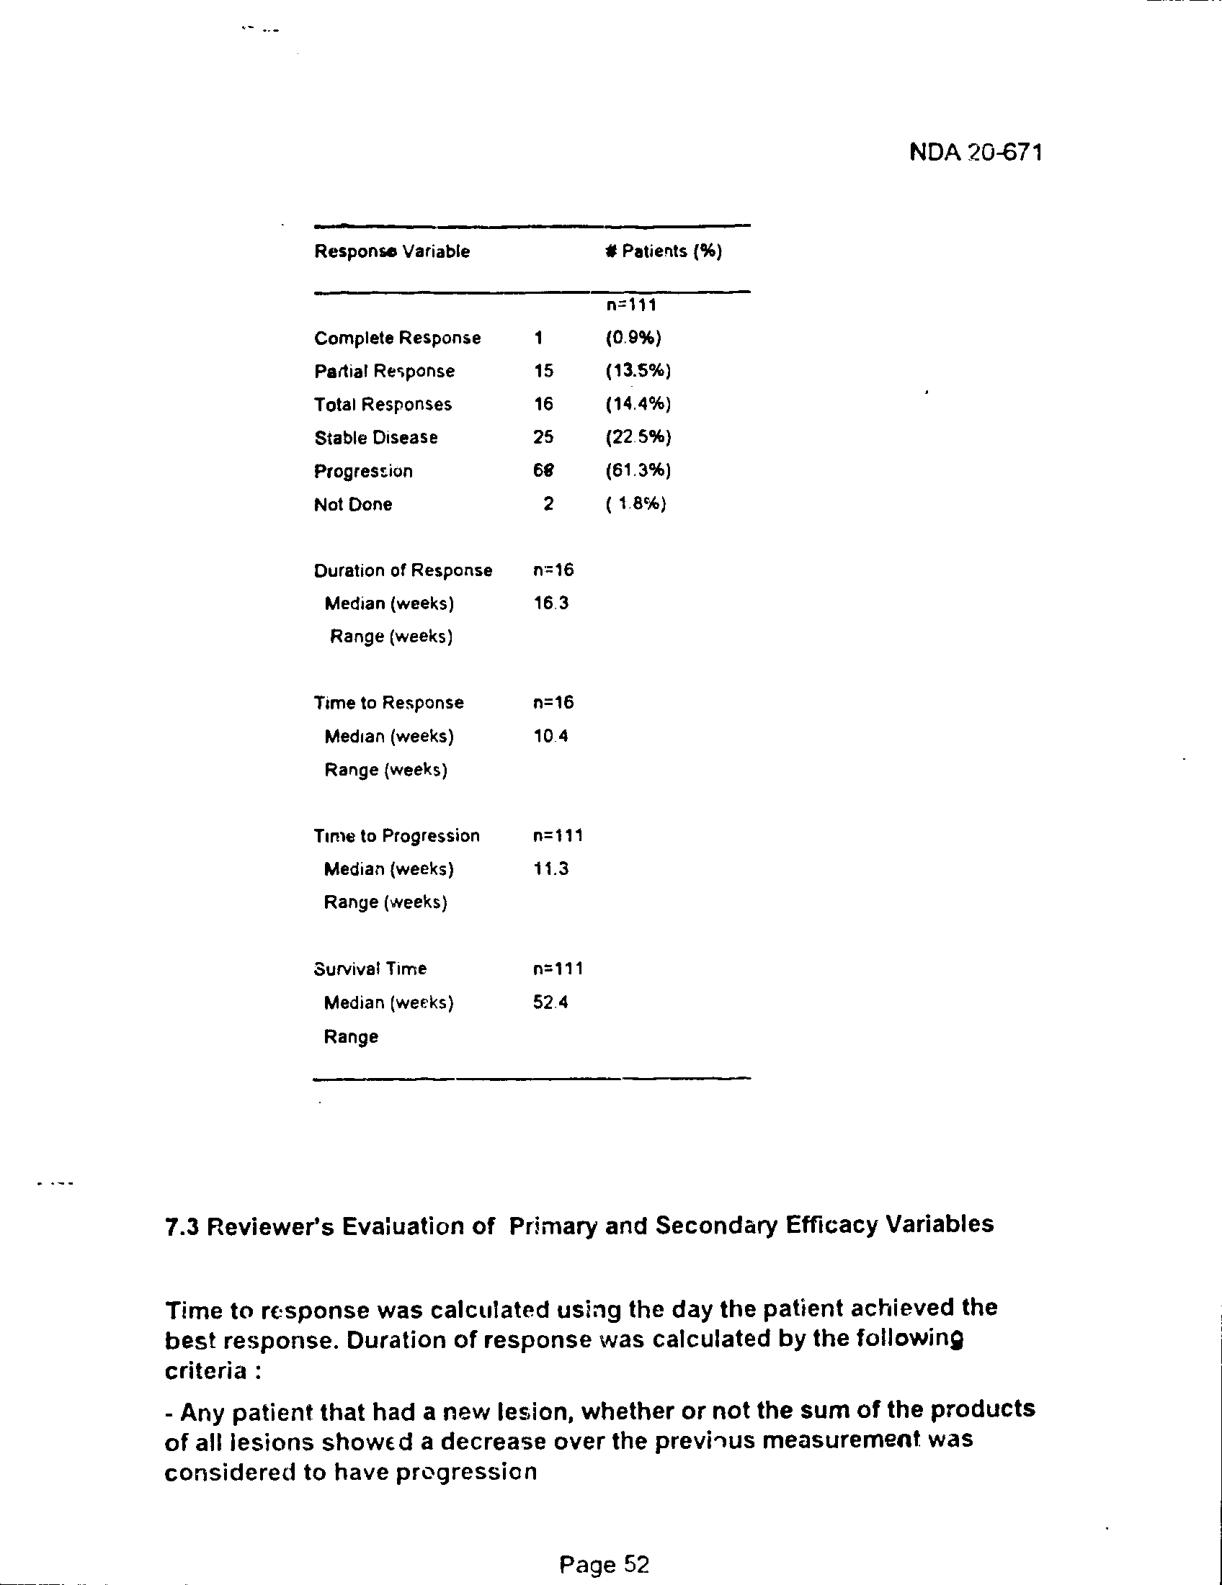 NDA 20-671
Response Variable # Patients (%)
n=111
Complete Response 1 (0.9%)
Partial Response 15 (13.5%)
Total Responses 16 (14.4%)
Stable Disease 25 (22.5%)
Progression 68 (61.3%)
Not Done 2 ( 1.8%)
Duration of Response n=16
Median (weeks) 16.3
Range (weeks)
Time to Response n=16
Median (weeks) 10.4
Range (weeks)
Time to Progression n=111
Median (weeks) 11.3
Range (weeks)
Survival Time n=111
Median (weeks) 52.4
Range
7.3 Reviewer's Evaluation of Primary and Secondary Efficacy Variables
Time to response was calculated using the day the patient achieved the
best response. Duration of response was calculated by the following
criteria :
- Any patient that had a new lesion, whether or not the sum of the products
of all lesions showed a decrease over the previous measurement was
considered to have progression
Page 52